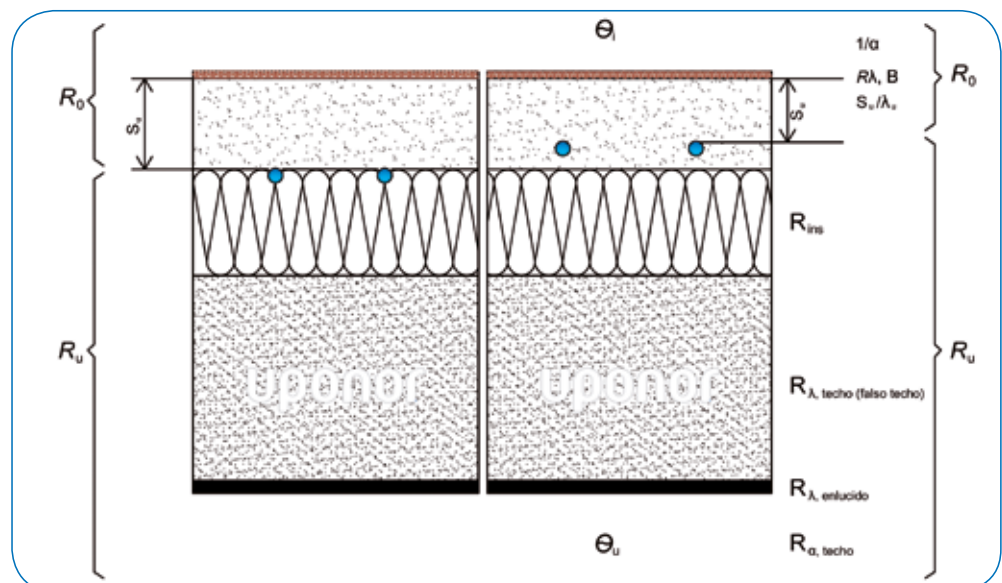 Θi
1/α
R0
Rλ, B
R0
Su
Su
Su/λu
Rins
Ru
Ru
uponor
uponor
Rλ, techo (falso techo)
Rλ, enlucido
Θu
Rα, techo